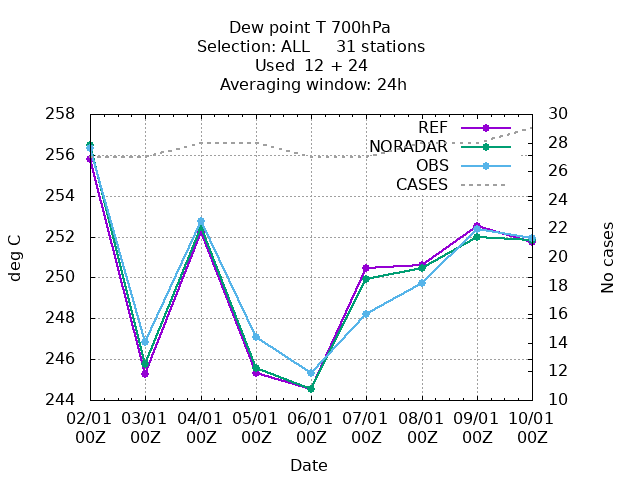 Dew point T 700hPa
Selection: ALL     31 stations
Used  12 + 24
Averaging window: 24h
258
256
254
252
250
248
246
244
deg C
30
28
26
24
22
20
18
16
14
12
10
No cases
REF
NORADAR
OBS
CASES
02/01 03/01 04/01 05/01 06/01 07/01 08/01 09/01 10/01
00Z 00Z 00Z 00Z 00Z 00Z 00Z 00Z 00Z
Date